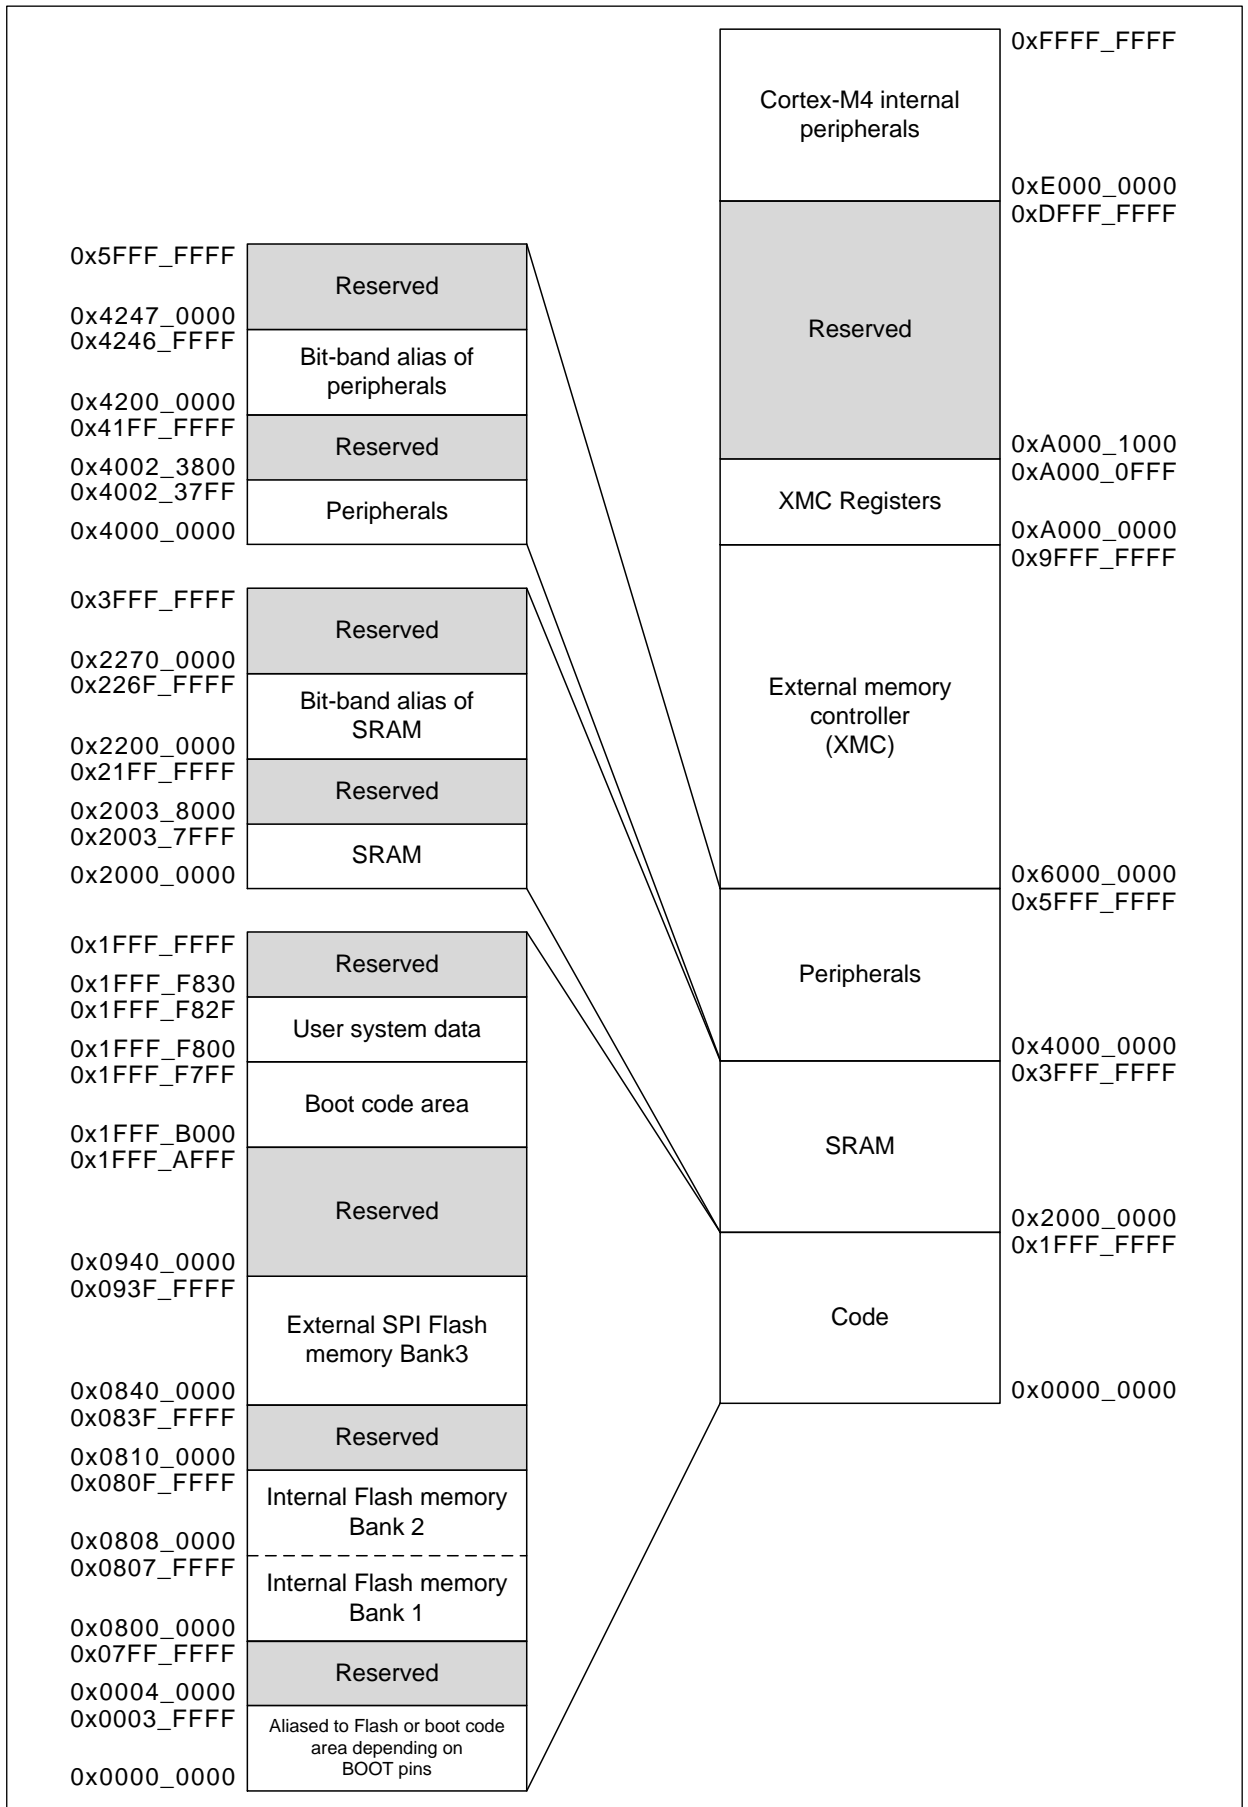 0x5FFF_FFFF
Reserved
0x4247_0000
0x4246_FFFF
Bit-band alias of
peripherals
0x4200_0000
0x41FF_FFFF
Reserved
0x4002_3800
0x4002_37FF
Peripherals
0x4000_0000
0x3FFF_FFFF
Reserved
0x2270_0000
0x226F_FFFF
Bit-band alias of
SRAM
0x2200_0000
0x21FF_FFFF
Reserved
0x2003_8000
0x2003_7FFF
SRAM
0x2000_0000
0x1FFF_FFFF
Reserved
0x1FFF_F830
0x1FFF_F82F
User system data
0x1FFF_F800
0x1FFF_F7FF
Boot code area
0x1FFF_B000
0x1FFF_AFFF
Reserved
0x0940_0000
0x093F_FFFF
External SPI Flash
memory Bank3
0x0840_0000
0x083F_FFFF
Reserved
0x0810_0000
0x080F_FFFF
Internal Flash memory
Bank 2
0x0808_0000
0x0807_FFFF
Internal Flash memory
Bank 1
0x0800_0000
0x07FF_FFFF
Reserved
0x0004_0000
0x0003_FFFF
Aliased to Flash or boot code
area depending on
BOOT pins
0x0000_0000
0xFFFF_FFFF
Cortex-M4 internal
peripherals
0xE000_0000
0xDFFF_FFFF
Reserved
0xA000_1000
0xA000_0FFF
XMC Registers
0xA000_0000
0x9FFF_FFFF
External memory
controller
(XMC)
0x6000_0000
0x5FFF_FFFF
Peripherals
0x4000_0000
0x3FFF_FFFF
SRAM
0x2000_0000
0x1FFF_FFFF
Code
0x0000_0000